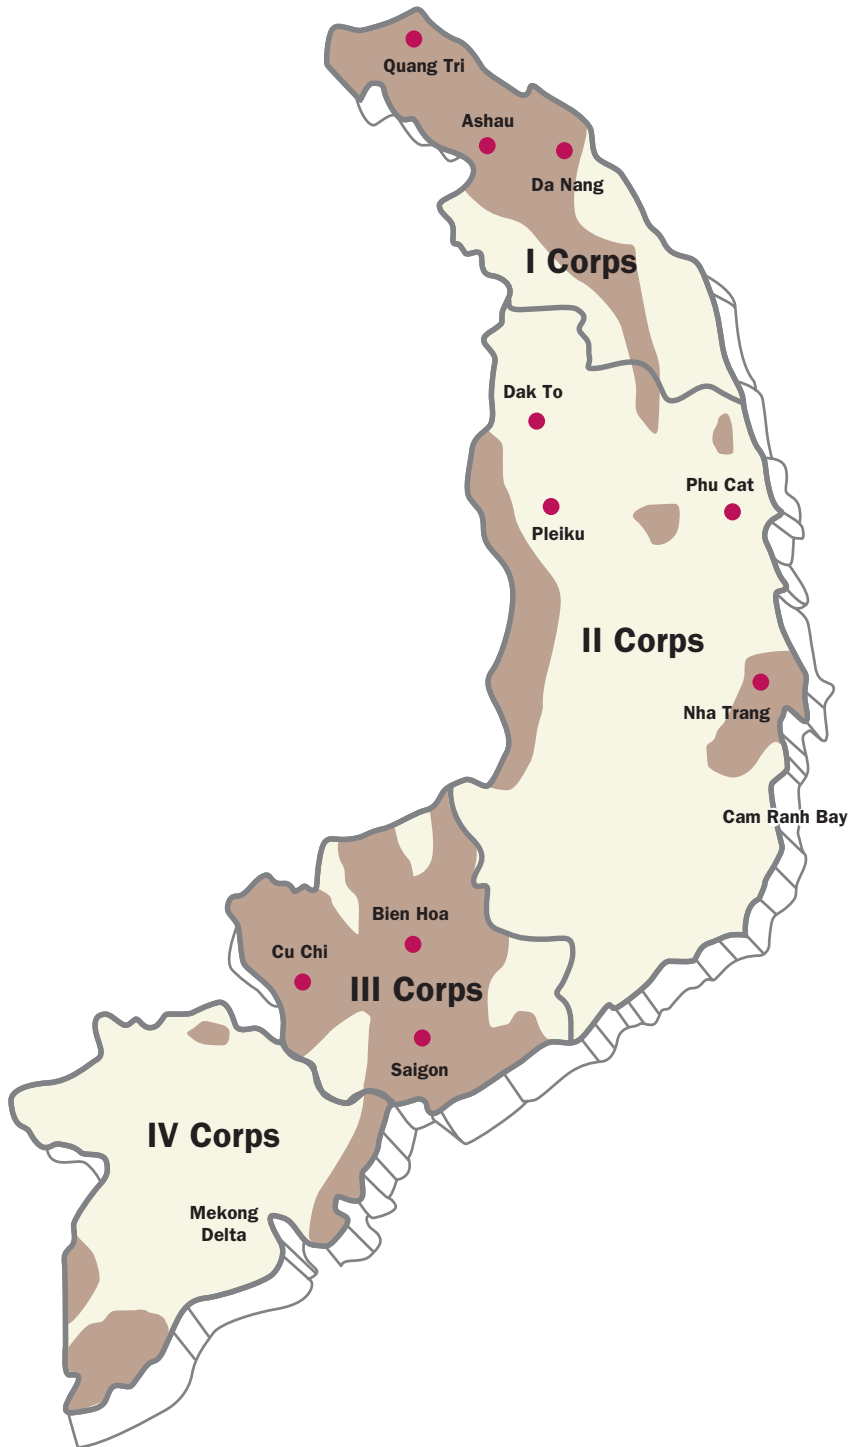 Quang Tri
Ashau
Da Nang
I Corps
Dak To
Phu Cat
Pleiku
II Corps
Nha Trang
Cam Ranh Bay
Bien Hoa
Cu Chi
III Corps
Saigon
IV Corps
Mekong
Delta